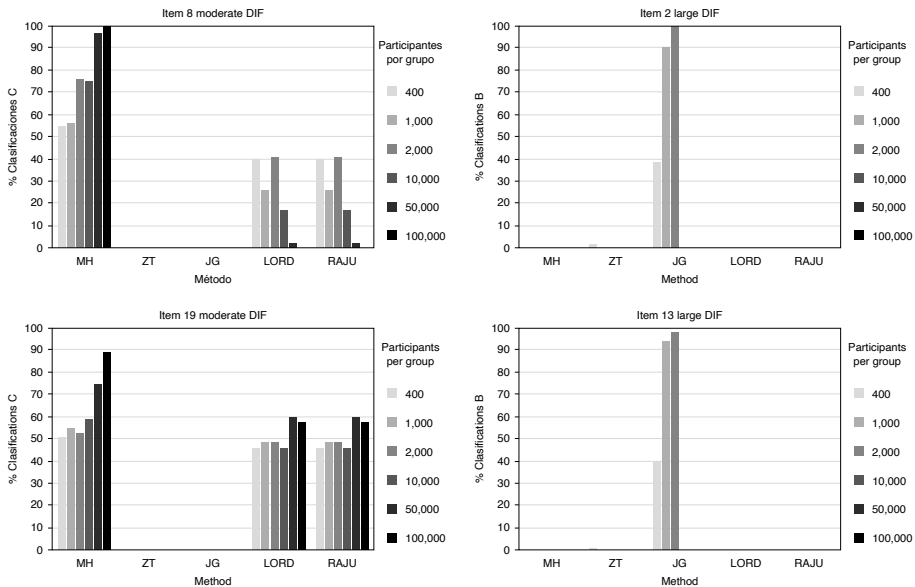 Item 8 moderate DIF
100
90
80
70
60
50
40
30
20
10
0
% Clasificaciones C
MH ZT JG LORD RAJU
Método
Participantes
por grupo
400
1,000
2,000
10,000
50,000
100,000
Item 2 large DIF
100
90
80
70
60
50
40
30
20
10
0
% Clasifications B
MH ZT JG LORD RAJU
Method
Participants
per group
400
1,000
2,000
10,000
50,000
100,000
Item 19 moderate DIF
100
90
80
70
60
50
40
30
20
10
0
% Clasifications C
MH ZT JG LORD RAJU
Method
Participants
per group
400
1,000
2,000
10,000
50,000
100,000
Item 13 large DIF
100
90
80
70
60
50
40
30
20
10
0
% Clasifications B
MH ZT JG LORD RAJU
Method
Participants
per group
400
1,000
2,000
10,000
50,000
100,000